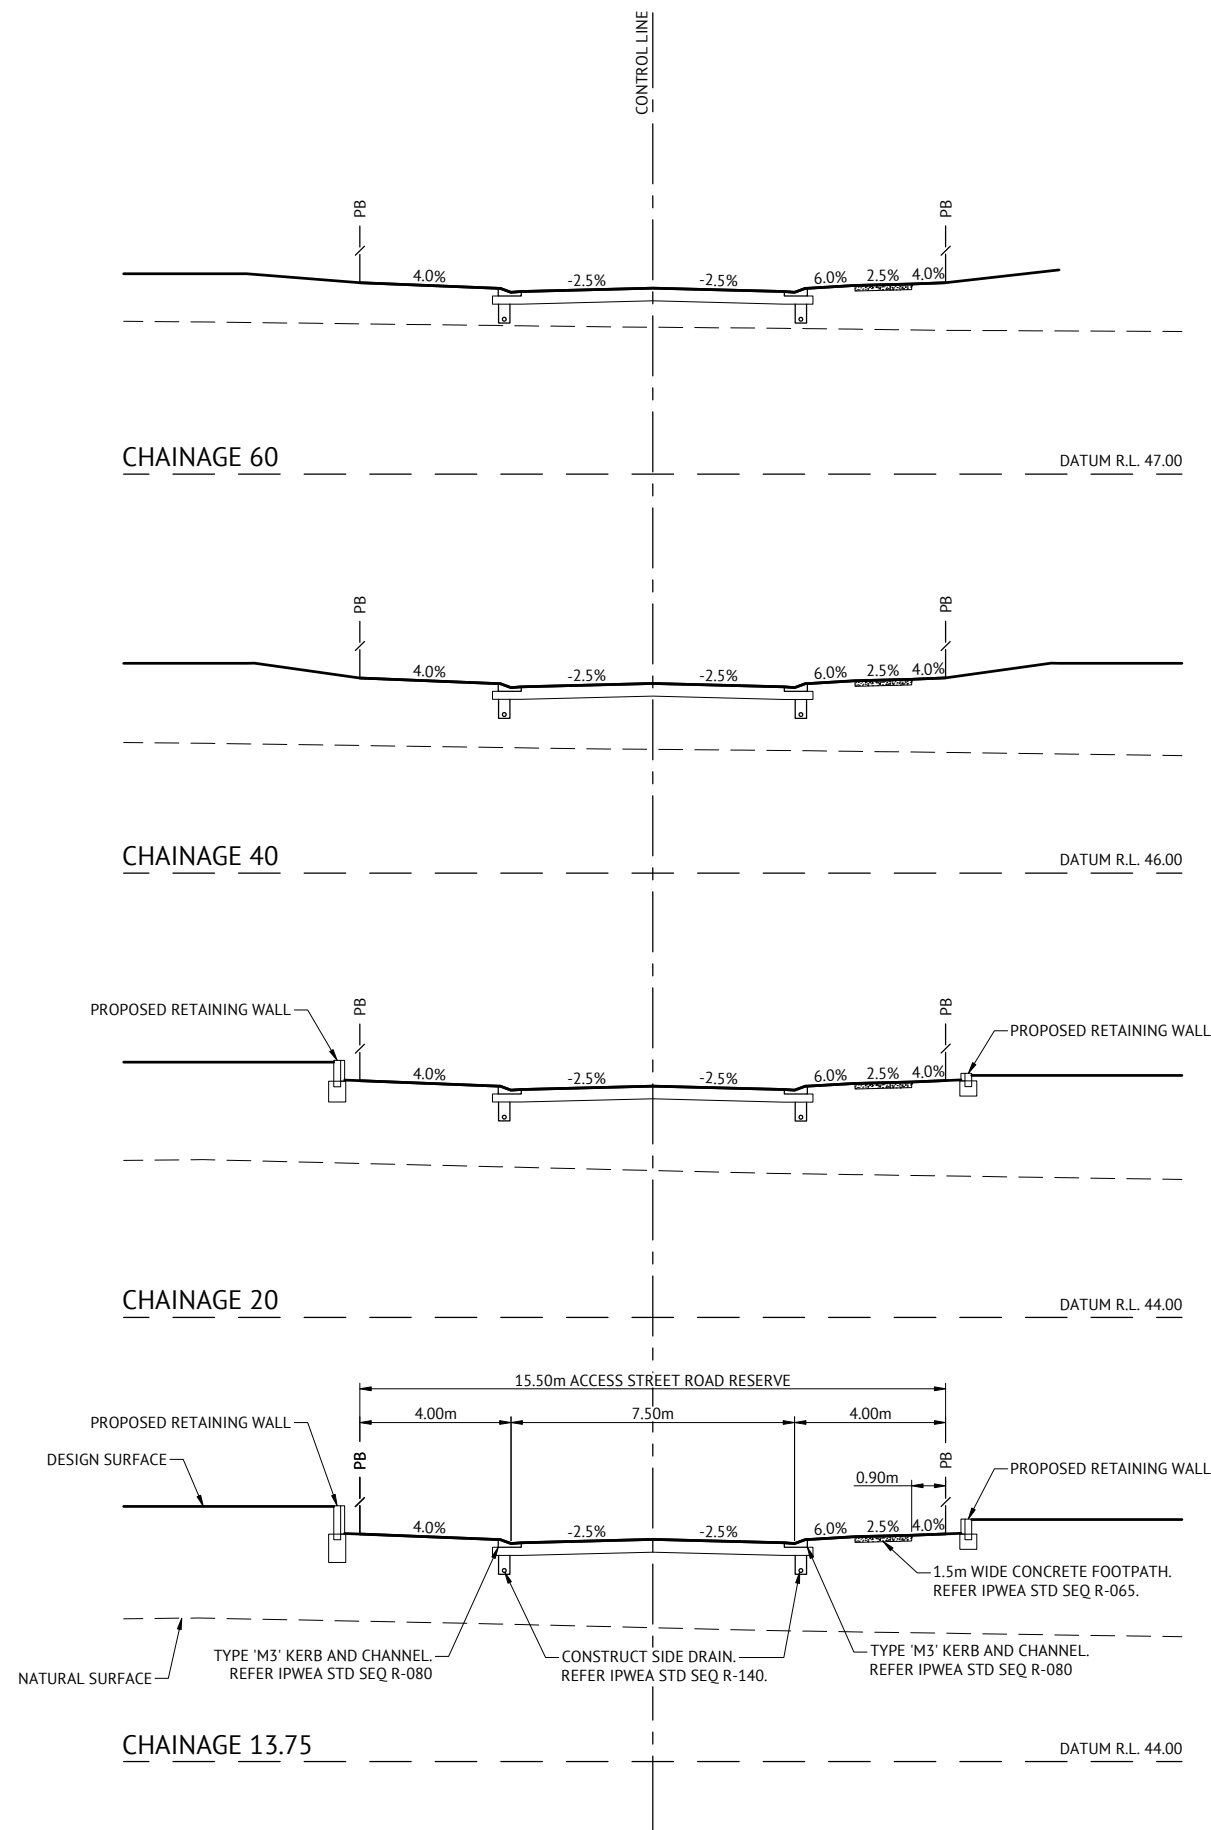 CONTROL LINE
PB
PB
4.0%
-2.5%
-2.5%
6.0%
2.5%
4.0%
CHAINAGE 60
DATUM R.L. 47.00
PB
PB
4.0%
-2.5%
-2.5%
6.0%
2.5%
4.0%
CHAINAGE 40
DATUM R.L. 46.00
PROPOSED RETAINING WALL
PB
PB
PROPOSED RETAINING WALL
4.0%
-2.5%
-2.5%
6.0%
2.5%
4.0%
CHAINAGE 20
DATUM R.L. 44.00
15.50m ACCESS STREET ROAD RESERVE
4.00m
7.50m
4.00m
PROPOSED RETAINING WALL
DESIGN SURFACE
PB
PB
0.90m
PROPOSED RETAINING WALL
4.0%
-2.5%
-2.5%
6.0%
2.5%
4.0%
1.5m WIDE CONCRETE FOOTPATH.
REFER IPWEA STD SEQ R-065.
TYPE 'M3' KERB AND CHANNEL.
REFER IPWEA STD SEQ R-080
CONSTRUCT SIDE DRAIN.
REFER IPWEA STD SEQ R-140.
TYPE 'M3' KERB AND CHANNEL.
REFER IPWEA STD SEQ R-080
NATURAL SURFACE
CHAINAGE 13.75
DATUM R.L. 44.00